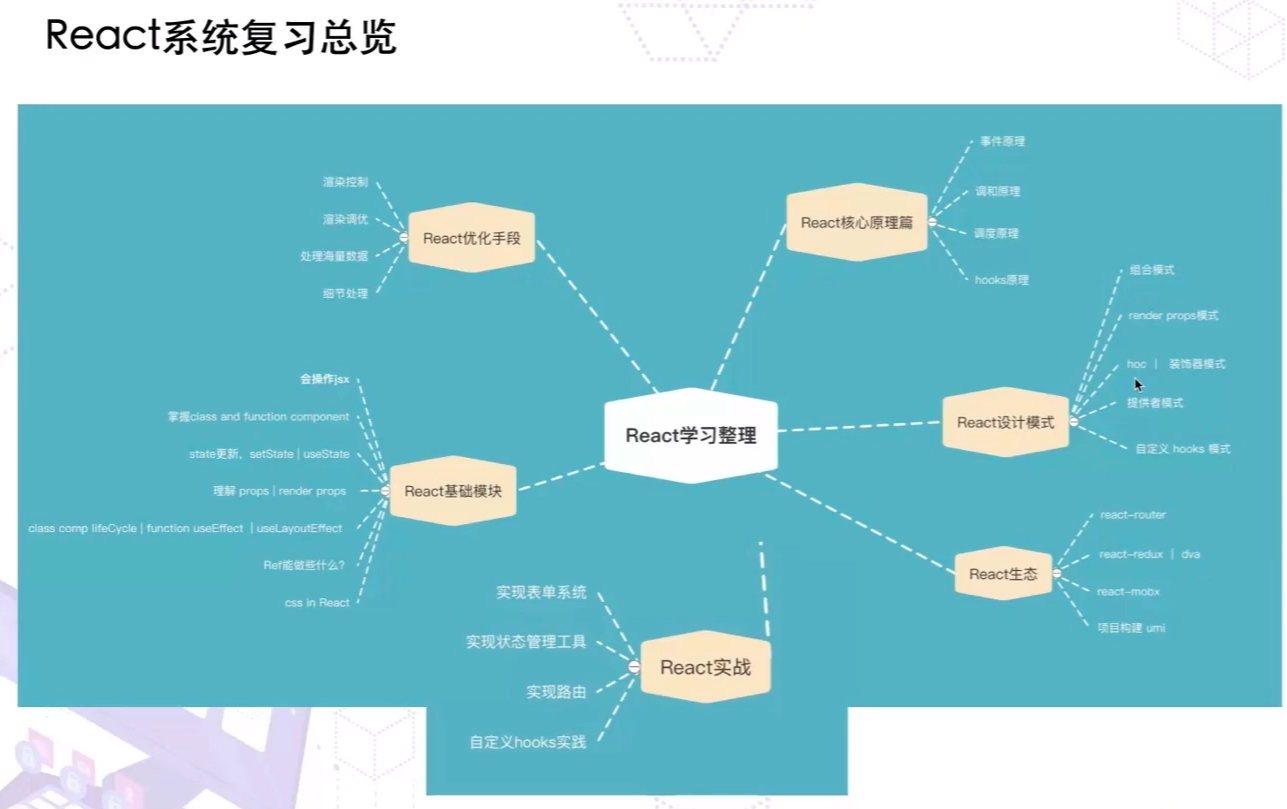 React系统复习总览
React学习整理
React优化手段
渲染控制
渲染调优
处理海量数据
细节处理
React基础模块
会操作jsx
掌握class and function component
state更新，setState | useState
理解 props | render props
class comp lifeCycle | function useEffect | useLayoutEffect
Ref能做些什么?
css in React
React实战
实现表单系统
实现状态管理工具
实现路由
自定义hooks实践
React核心原理篇
事件原理
调和原理
调度原理
hooks原理
React设计模式
组合模式
render props模式
hoc | 装饰器模式
提供者模式
自定义 hooks 模式
React生态
react-router
react-redux | dva
react-mobx
项目构建 umi